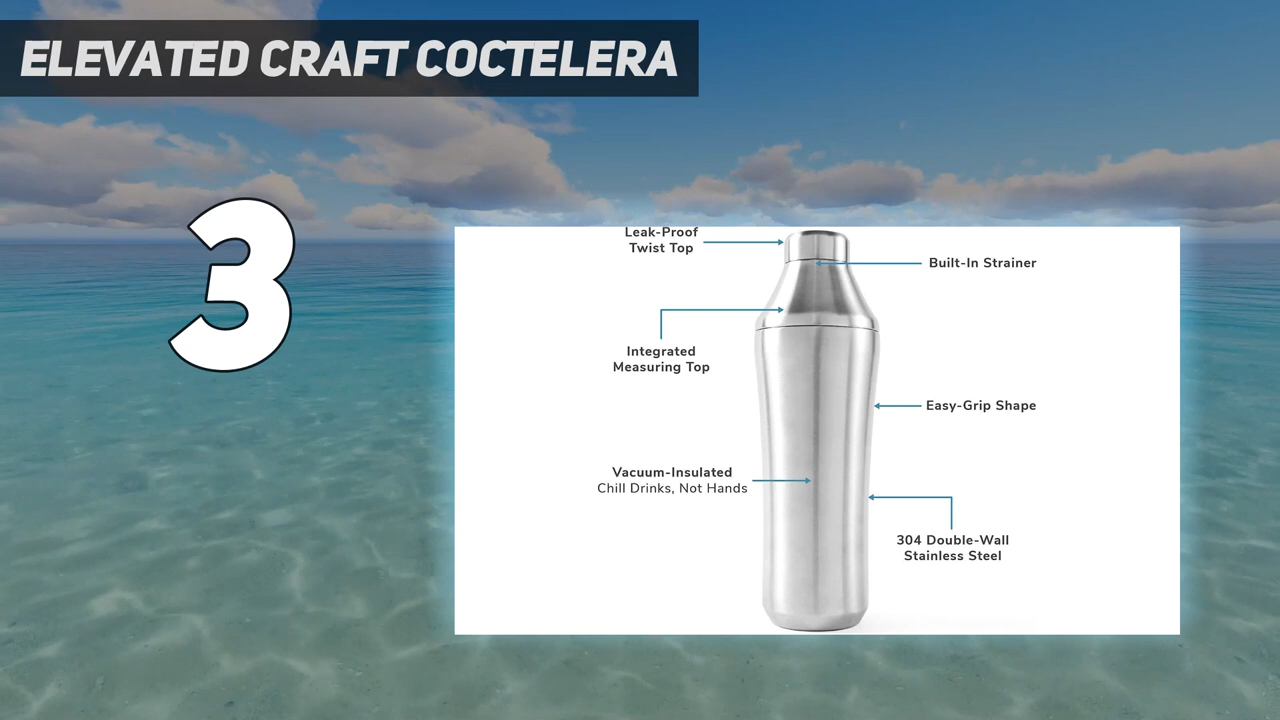 ELEVATED CRAFT COCTELERA
3
Leak-Proof
Twist Top
Built-In Strainer
Integrated
Measuring Top
Easy-Grip Shape
Vacuum-Insulated
Chill Drinks, Not Hands
304 Double-Wall
Stainless Steel